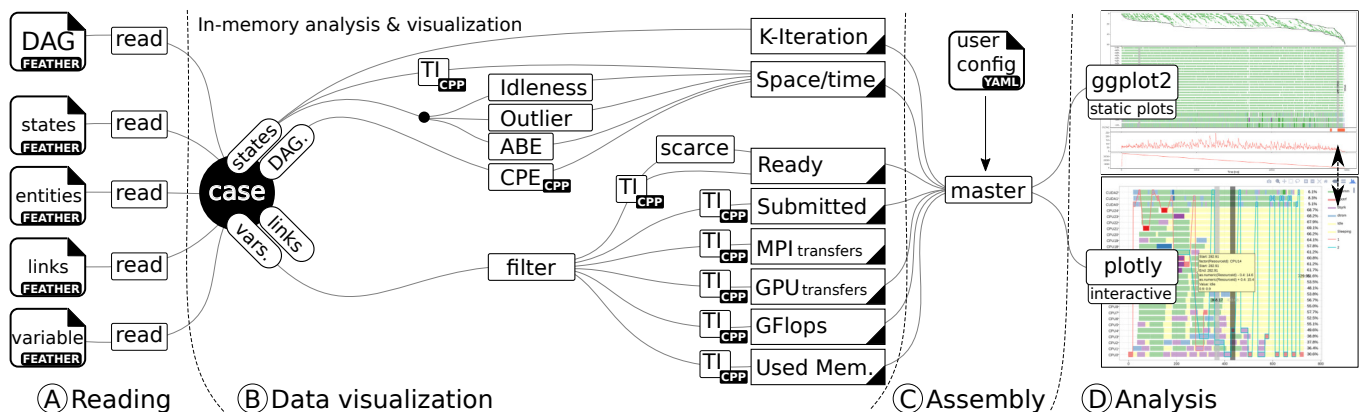 In-memory analysis & visualization
DAG
FEATHER
read
states
FEATHER
read
entities
FEATHER
read
links
FEATHER
read
variable
FEATHER
read
case
states
DAG.
links
vars.
TI
CPP
Idleness
Outlier
ABE
CPE
CPP
filter
scarce
TI
CPP
TI
CPP
TI
CPP
TI
CPP
TI
CPP
TI
CPP
K-Iteration
Space/time
Ready
Submitted
MPI transfers
GPU transfers
GFlops
Used Mem.
user
config
YAML
master
ggplot2
static plots
plotly
interactive
A Reading
B Data visualization
C Assembly
D Analysis